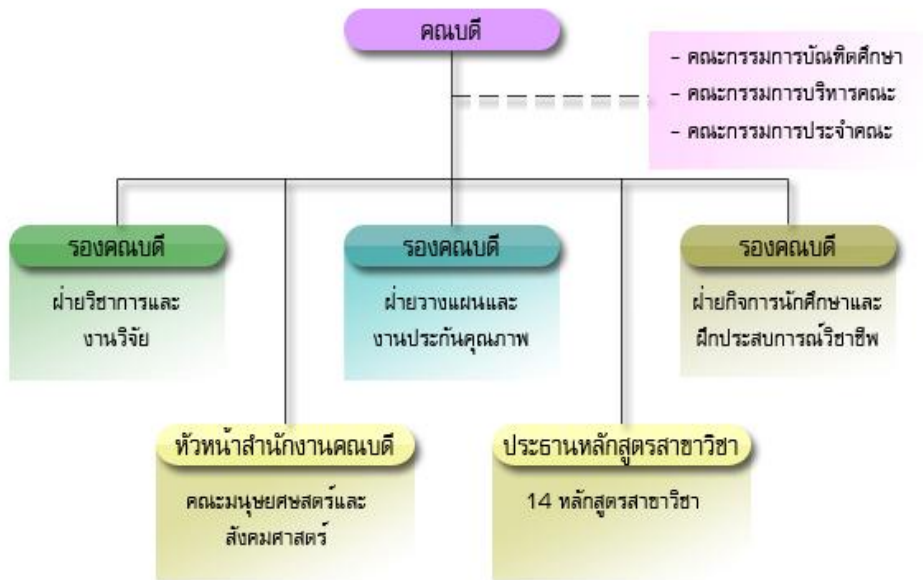 คณบดี
- คณะกรรมการบัณฑิตศึกษา
- คณะกรรมการบริหารคณะ
- คณะกรรมการประจำคณะ
รองคณบดี
ฝ่ายวิชาการและ
งานวิจัย
รองคณบดี
ฝ่ายวางแผนและ
งานประกันคุณภาพ
รองคณบดี
ฝ่ายกิจการนักศึกษาและ
ฝึกประสบการณ์วิชาชีพ
หัวหน้าสำนักงานคณบดี
คณะมนุษยศษสตร์และ
สังคมศาสตร์
ประธานหลักสูตรสาขาวิชา
14 หลักสูตรสาขาวิชา